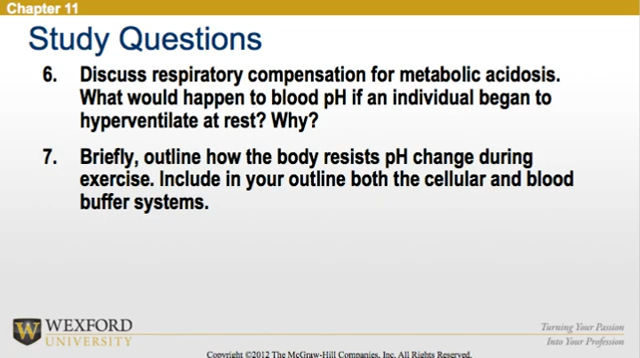 Chapter 11
Study Questions
6. Discuss respiratory compensation for metabolic acidosis.
What would happen to blood pH if an individual began to
hyperventilate at rest? Why?
7. Briefly, outline how the body resists pH change during
exercise. Include in your outline both the cellular and blood
buffer systems.
W WEXFORD
UNIVERSITY
Turning Your Passion
Into Your Profession
Copyright ©2012 The McGraw-Hill Companies, Inc. All Rights Reserved.